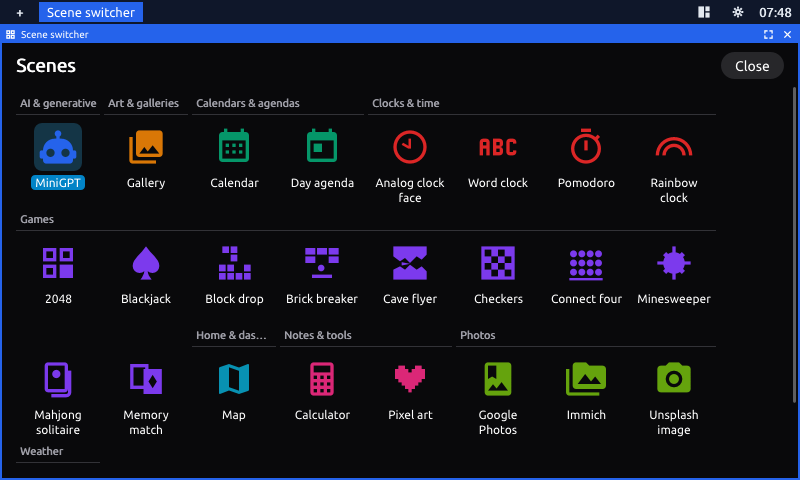 + Scene switcher 07:48
Scene switcher
Scenes Close
AI & generative Art & galleries Calendars & agendas Clocks & time
ABC
MiniGPT Gallery Calendar Day agenda Analog clock face Word clock Pomodoro Rainbow clock
Games
2048 Blackjack Block drop Brick breaker Cave flyer Checkers Connect four Minesweeper
Home & das... Notes & tools Photos
Mahjong solitaire Memory match Map Calculator Pixel art Google Photos Immich Unsplash image
Weather